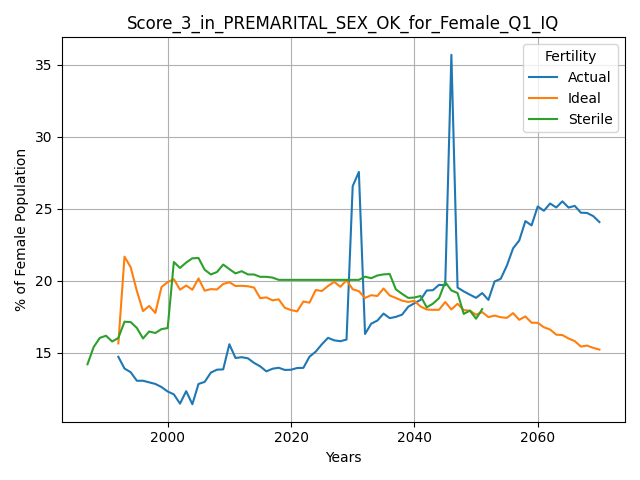 Score_3_in_PREMARITAL_SEX_OK_for_Female_Q1_IQ
% of Female Population
35
30
25
20
15
Fertility
Actual
Ideal
Sterile
2000
2020
2040
2060
Years